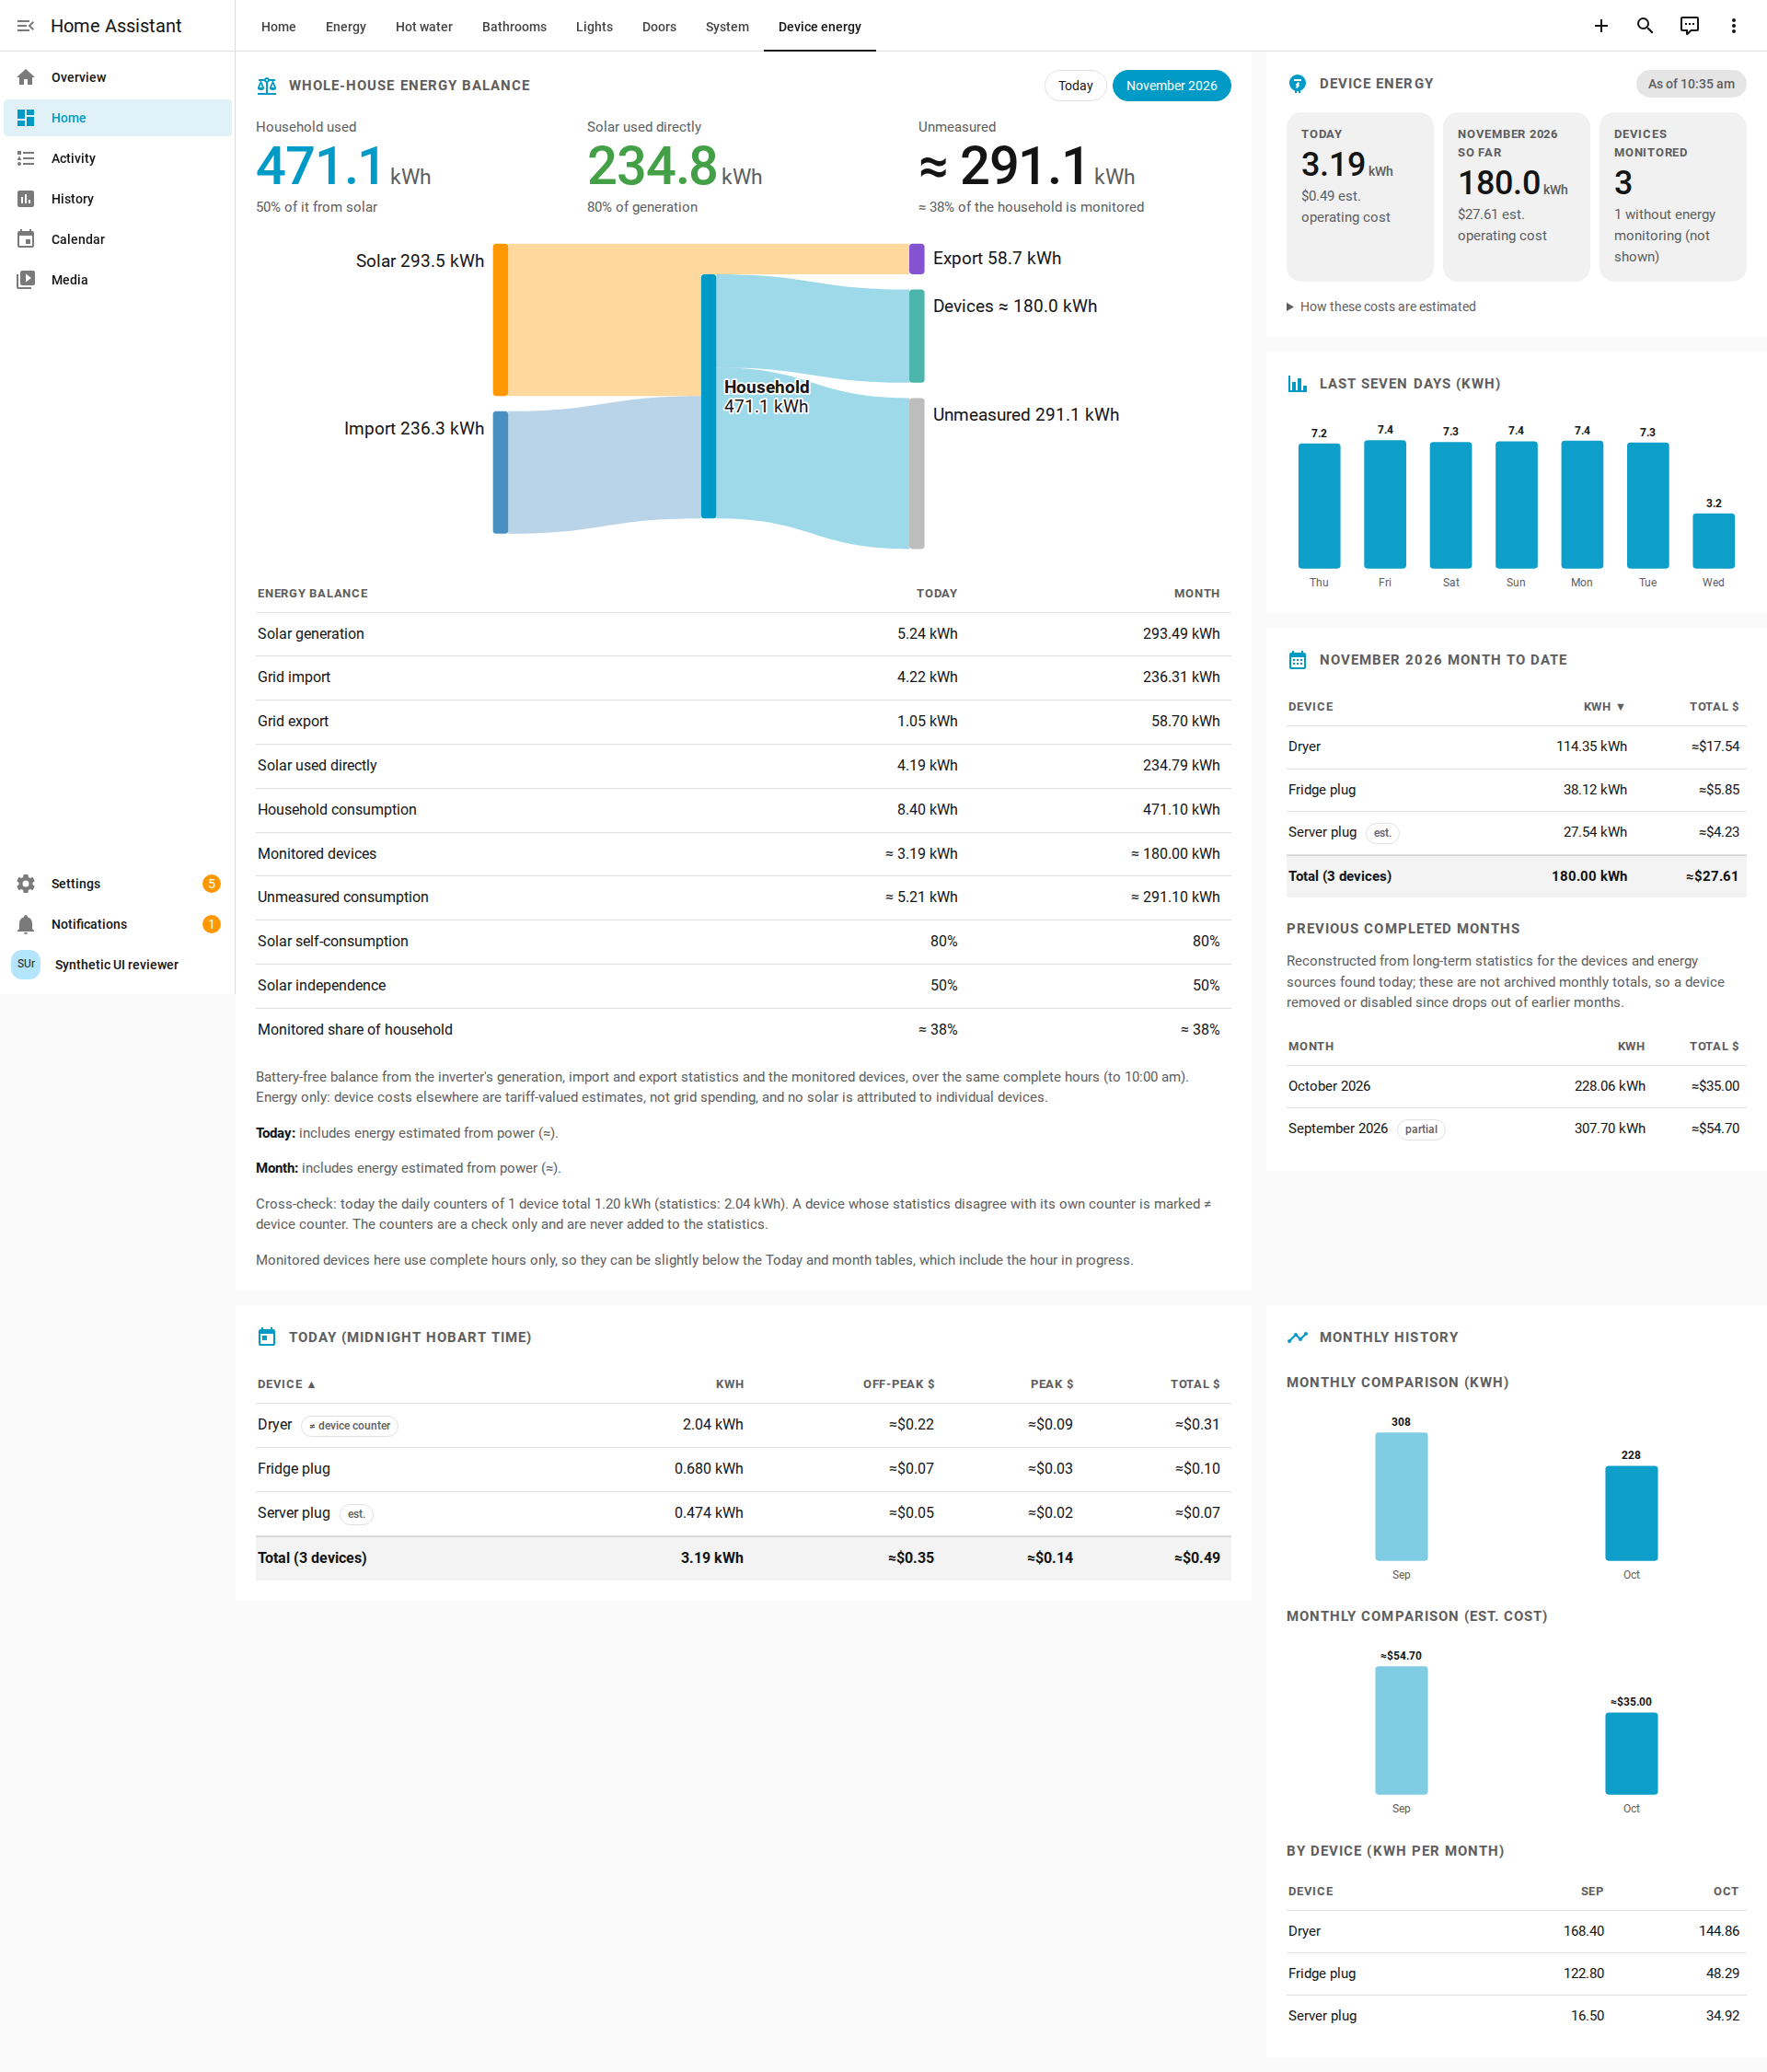 Home Assistant
Home Energy Hot water Bathrooms Lights Doors System Device energy
Overview
Home
Activity
History
Calendar
Media
Settings 5
Notifications 1
SUr Synthetic UI reviewer
WHOLE-HOUSE ENERGY BALANCE
Today November 2026
Household used
471.1 kWh
50% of it from solar
Solar used directly
234.8 kWh
80% of generation
Unmeasured
≈ 291.1 kWh
≈ 38% of the household is monitored
Solar 293.5 kWh
Import 236.3 kWh
Household
471.1 kWh
Export 58.7 kWh
Devices ≈ 180.0 kWh
Unmeasured 291.1 kWh
ENERGY BALANCE TODAY MONTH
Solar generation 5.24 kWh 293.49 kWh
Grid import 4.22 kWh 236.31 kWh
Grid export 1.05 kWh 58.70 kWh
Solar used directly 4.19 kWh 234.79 kWh
Household consumption 8.40 kWh 471.10 kWh
Monitored devices ≈ 3.19 kWh ≈ 180.00 kWh
Unmeasured consumption ≈ 5.21 kWh ≈ 291.10 kWh
Solar self-consumption 80% 80%
Solar independence 50% 50%
Monitored share of household ≈ 38% ≈ 38%
Battery-free balance from the inverter's generation, import and export statistics and the monitored devices, over the same complete hours (to 10:00 am).
Energy only: device costs elsewhere are tariff-valued estimates, not grid spending, and no solar is attributed to individual devices.
Today: includes energy estimated from power (≈).
Month: includes energy estimated from power (≈).
Cross-check: today the daily counters of 1 device total 1.20 kWh (statistics: 2.04 kWh). A device whose statistics disagree with its own counter is marked ≠
device counter. The counters are a check only and are never added to the statistics.
Monitored devices here use complete hours only, so they can be slightly below the Today and month tables, which include the hour in progress.
DEVICE ENERGY
As of 10:35 am
TODAY
3.19 kWh
$0.49 est.
operating cost
NOVEMBER 2026
SO FAR
180.0 kWh
$27.61 est.
operating cost
DEVICES
MONITORED
3
1 without energy
monitoring (not
shown)
▶ How these costs are estimated
LAST SEVEN DAYS (KWH)
7.2 7.4 7.3 7.4 7.4 7.3 3.2
Thu Fri Sat Sun Mon Tue Wed
NOVEMBER 2026 MONTH TO DATE
DEVICE KWH ▼ TOTAL $
Dryer 114.35 kWh ≈$17.54
Fridge plug 38.12 kWh ≈$5.85
Server plug est. 27.54 kWh ≈$4.23
Total (3 devices) 180.00 kWh ≈$27.61
PREVIOUS COMPLETED MONTHS
Reconstructed from long-term statistics for the devices and energy
sources found today; these are not archived monthly totals, so a device
removed or disabled since drops out of earlier months.
MONTH KWH TOTAL $
October 2026 228.06 kWh ≈$35.00
September 2026 partial 307.70 kWh ≈$54.70
TODAY (MIDNIGHT HOBART TIME)
DEVICE ▲ KWH OFF-PEAK $ PEAK $ TOTAL $
Dryer ≠ device counter 2.04 kWh ≈$0.22 ≈$0.09 ≈$0.31
Fridge plug 0.680 kWh ≈$0.07 ≈$0.03 ≈$0.10
Server plug est. 0.474 kWh ≈$0.05 ≈$0.02 ≈$0.07
Total (3 devices) 3.19 kWh ≈$0.35 ≈$0.14 ≈$0.49
MONTHLY HISTORY
MONTHLY COMPARISON (KWH)
308 228
Sep Oct
MONTHLY COMPARISON (EST. COST)
≈$54.70 ≈$35.00
Sep Oct
BY DEVICE (KWH PER MONTH)
DEVICE SEP OCT
Dryer 168.40 144.86
Fridge plug 122.80 48.29
Server plug 16.50 34.92